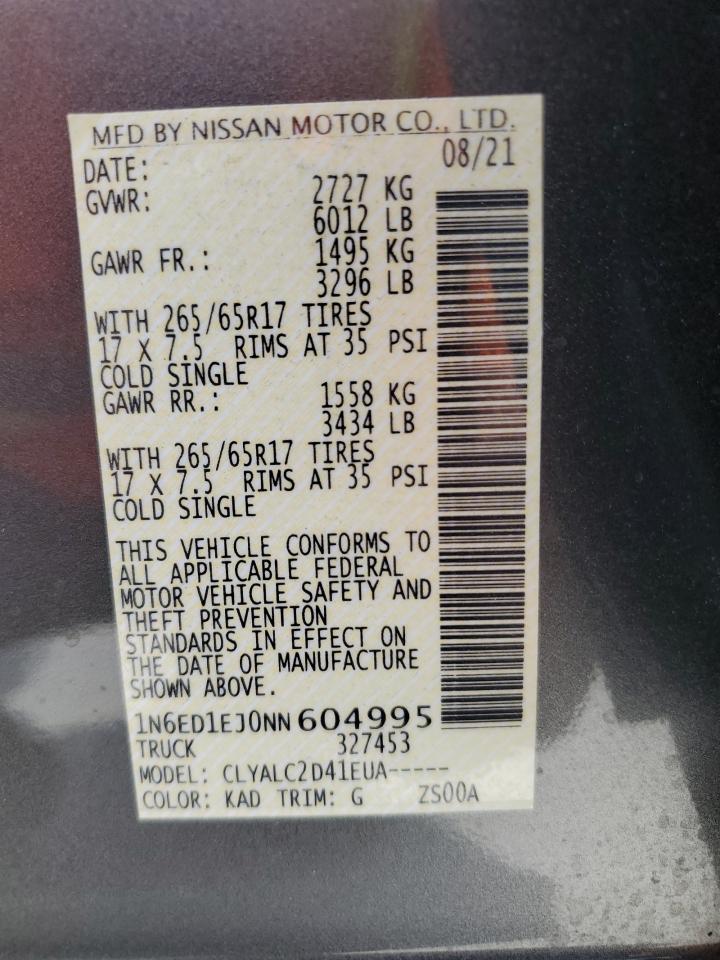 MFD BY NISSAN MOTOR CO., LTD.
DATE: 08/21
GVWR: 2727 KG
6012 LB
GAWR FR.: 1495 KG
3296 LB
WITH 265/65R17 TIRES
17 X 7.5 RIMS AT 35 PSI
COLD SINGLE
GAWR RR.: 1558 KG
3434 LB
WITH 265/65R17 TIRES
17 X 7.5 RIMS AT 35 PSI
COLD SINGLE
THIS VEHICLE CONFORMS TO
ALL APPLICABLE FEDERAL
MOTOR VEHICLE SAFETY AND
THEFT PREVENTION
STANDARDS IN EFFECT ON
THE DATE OF MANUFACTURE
SHOWN ABOVE.
1N6ED1EJ0NN604995
TRUCK 327453
MODEL: CLYALC2D41EUA-----
COLOR: KAD TRIM: G ZS00A